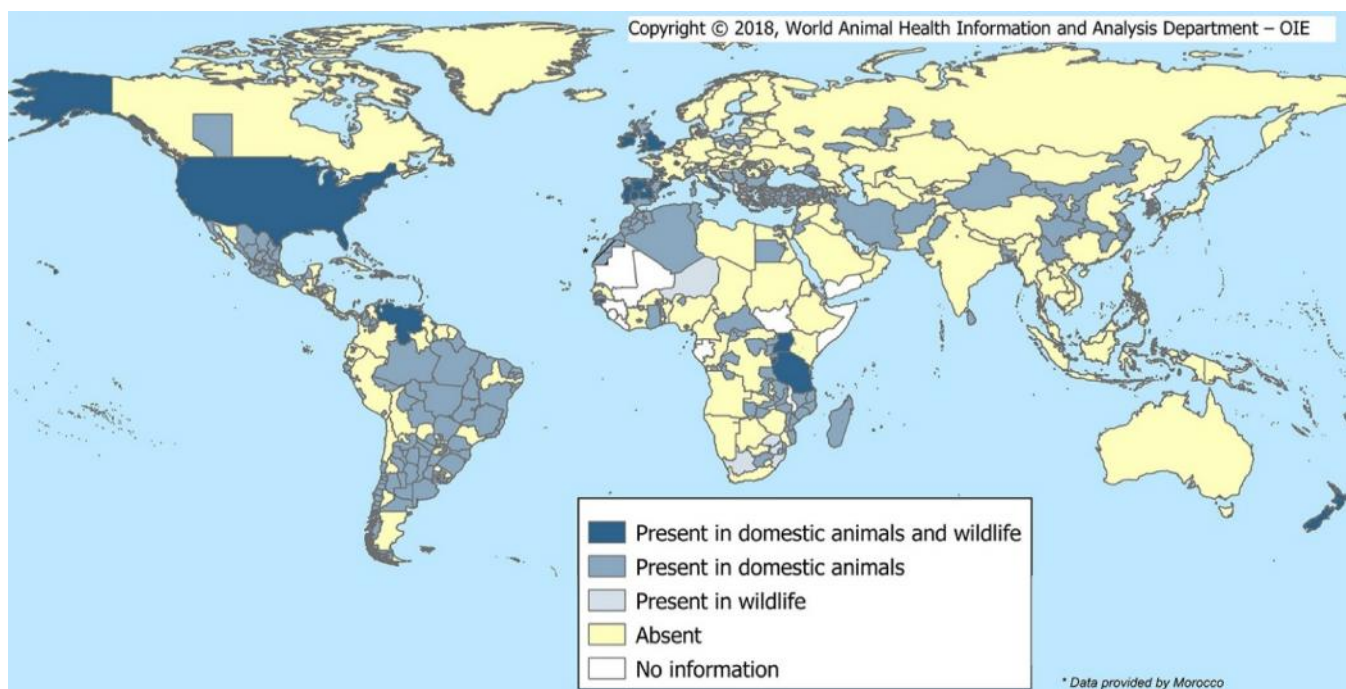 Copyright © 2018, World Animal Health Information and Analysis Department – OIE
Present in domestic animals and wildlife
Present in domestic animals
Present in wildlife
Absent
No information
* Data provided by Morocco